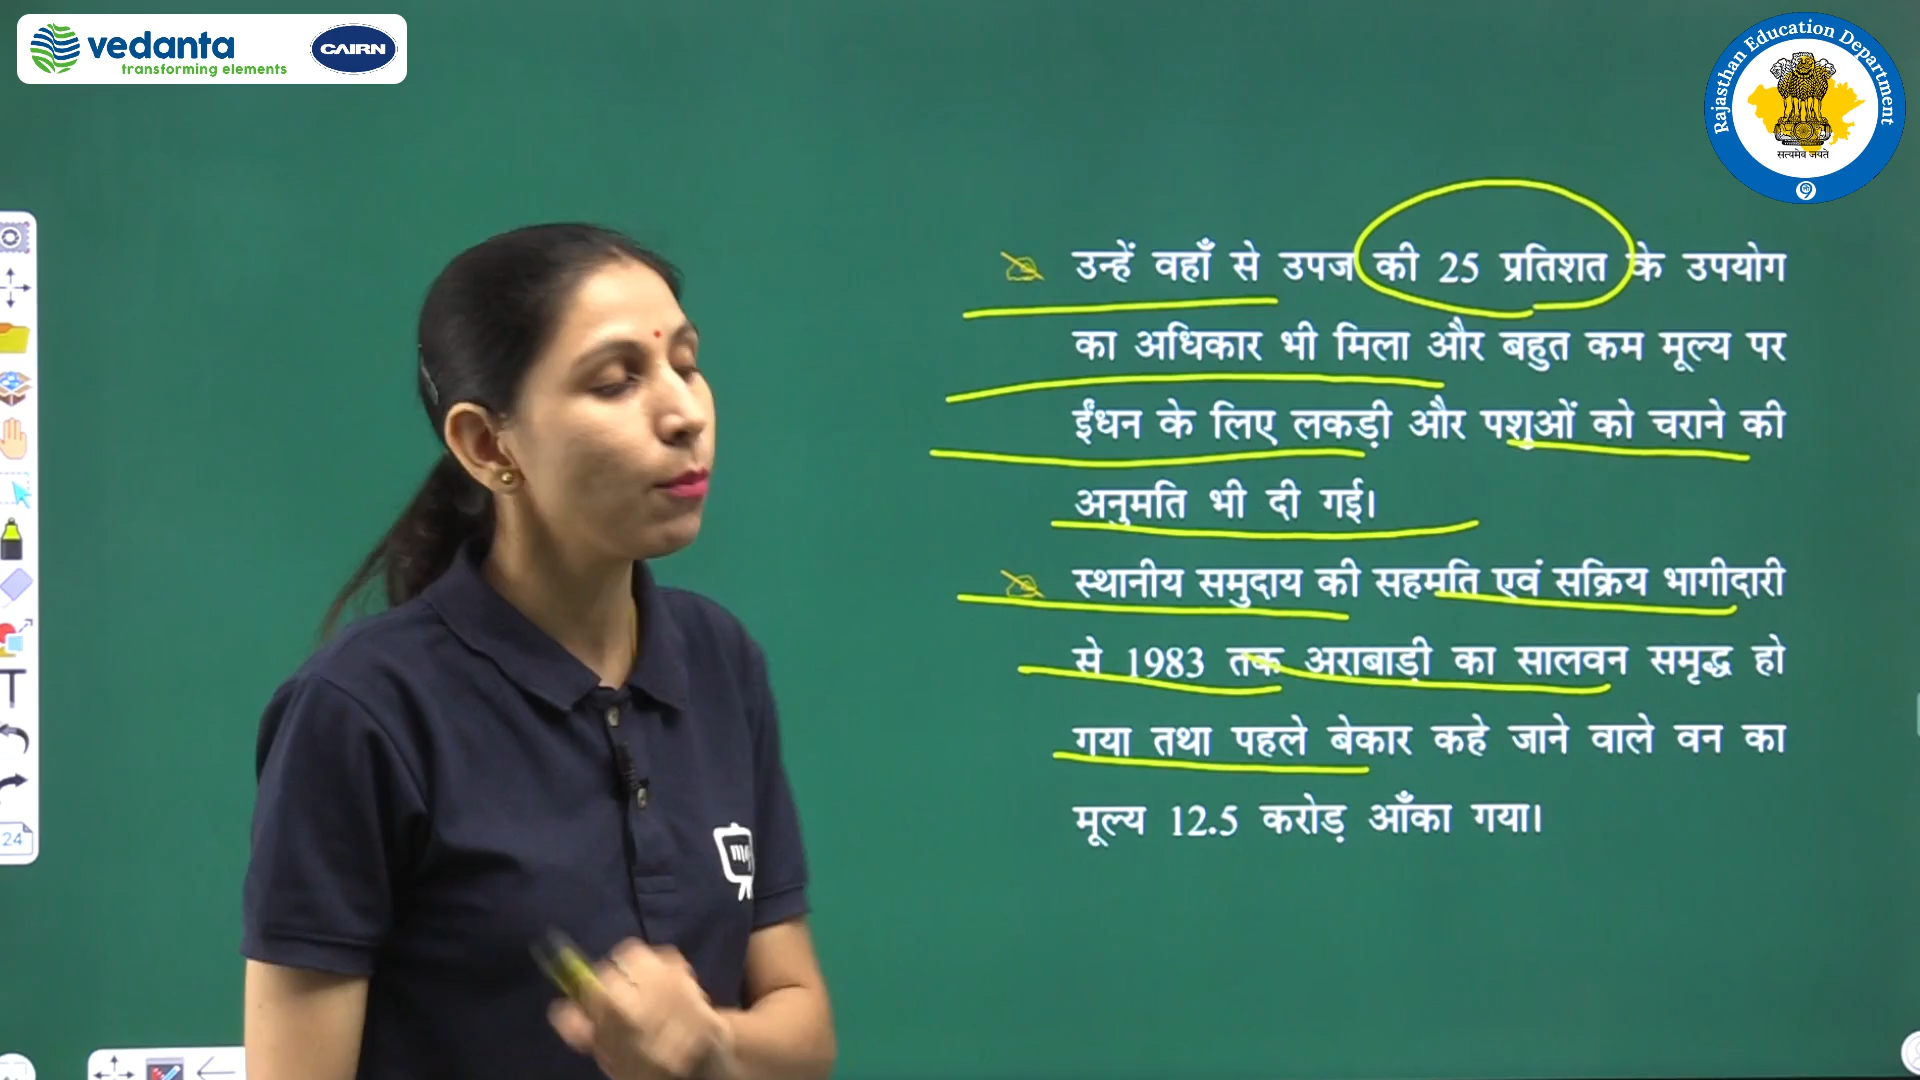 vedanta
transforming elements
CAIRN
Rajasthan Education Department
सत्यमेव जयते
उन्हें वहाँ से उपज की 25 प्रतिशत के उपयोग
का अधिकार भी मिला और बहुत कम मूल्य पर
ईंधन के लिए लकड़ी और पशुओं को चराने की
अनुमति भी दी गई।
स्थानीय समुदाय की सहमति एवं सक्रिय भागीदारी
से 1983 तक अराबाड़ी का सालवन समृद्ध हो
गया तथा पहले बेकार कहे जाने वाले वन का
मूल्य 12.5 करोड़ आँका गया।
T
24